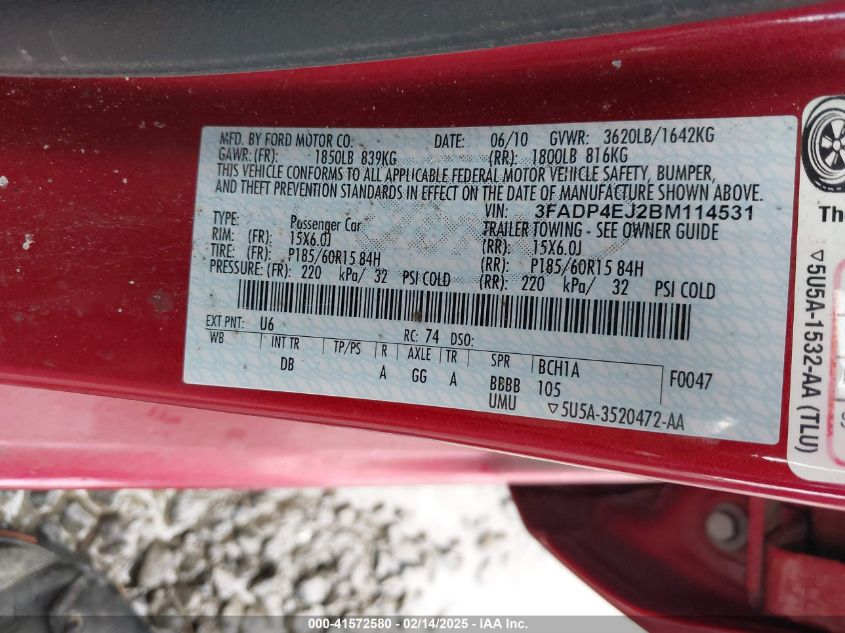 MFD. BY FORD MOTOR CO. DATE: 06/10 GVWR: 3620LB/1642KG
GAWR: (FR): 1850LB 839KG (RR): 1800LB 816KG
THIS VEHICLE CONFORMS TO ALL APPLICABLE FEDERAL MOTOR VEHICLE SAFETY, BUMPER,
AND THEFT PREVENTION STANDARDS IN EFFECT ON THE DATE OF MANUFACTURE SHOWN ABOVE.
VIN: 3FADP4EJ2BM114531
TYPE: Passenger Car TRAILER TOWING - SEE OWNER GUIDE
RIM: (FR): 15X6.0J (RR): 15X6.0J
TIRE: (FR): P185/60R15 84H (RR): P185/60R15 84H
PRESSURE: (FR): 220 kPa/ 32 PSI COLD (RR): 220 kPa/ 32 PSI COLD
EXT PNT: U6 RC: 74 DSO:
WB INT TR TP/PS R AXLE TR SPR BCH1A F0047
DB A GG A BBBB 105
UMU ▽5U5A-3520472-AA
Th
▽5U5A-1532-AA (TLU)
000-41572580 - 02/14/2025 - 1334752 - IAA Inc.